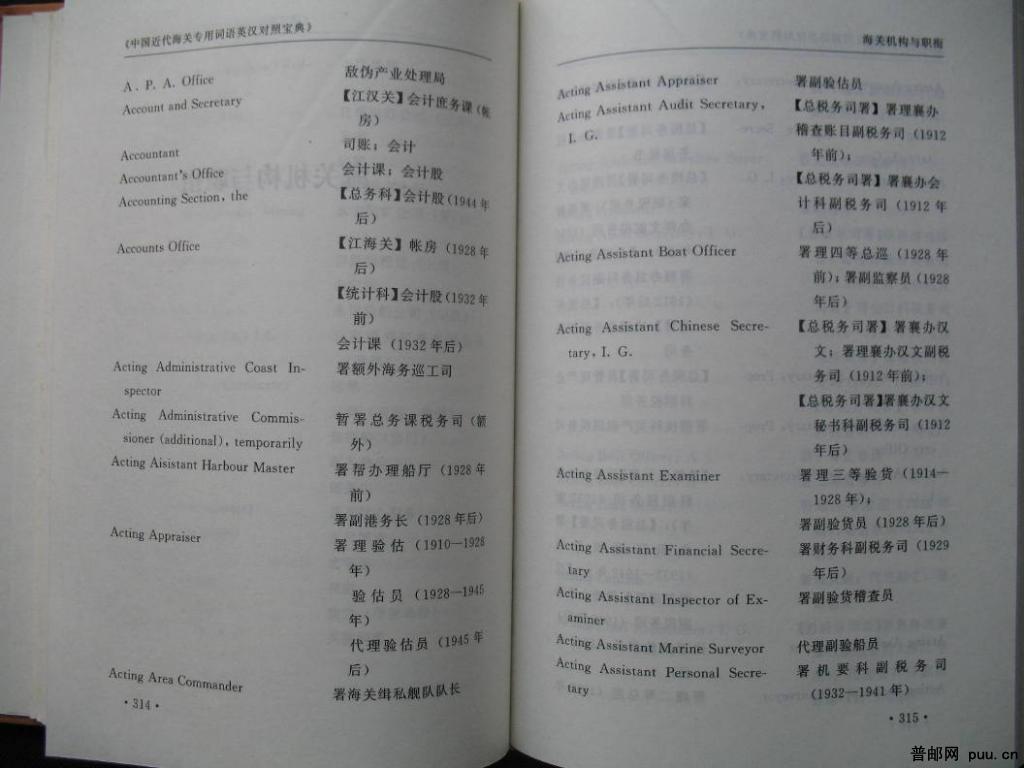 《中国近代海关专用词语英汉对照宝典》
A. P. A. Office 敌伪产业处理局
Account and Secretary 【江汉关】会计庶务课(帐
房)
Accountant 司账;会计
Accountant's Office 会计课;会计股
Accounting Section, the 【总务科】会计股(1944年
后)
Accounts Office 【江海关】帐房(1928年
后)
【统计科】会计股(1932年
前)
会计课(1932年后)
Acting Administrative Coast In- 署额外海务巡工司
spector
Acting Administrative Commis- 暂署总务课税务司(额
sioner (additional), temporarily 外)
Acting Aisistant Harbour Master 署帮办理船厅(1928年
前)
署副港务长(1928年后)
Acting Appraiser 署理验估(1910—1928
年)
验估员(1928—1945
年)
代理验估员(1945年
后)
Acting Area Commander 署海关缉私舰队队长
·314·
海关机构与职衔
Acting Assistant Appraiser 署副验估员
Acting Assistant Audit Secretary, 【总税务司署】署理襄办
I. G. 稽查账目副税务司(1912
年前);
【总税务司署】署襄办会
计科副税务司(1912年
后)
Acting Assistant Boat Officer 署理四等总巡(1928年
前);署副监察员(1928
年后)
Acting Assistant Chinese Secre- 【总税务司署】署襄办汉
tary, I. G. 文;署理襄办汉文副税
务司(1912年前);
【总税务司署】署襄办汉文
秘书科副税务司(1912
年后)
Acting Assistant Examiner 署理三等验货(1914—
1928年);
署副验货员(1928年后)
Acting Assistant Financial Secre- 署财务科副税务司(1929
tary 年后)
Acting Assistant Inspector of Ex- 署副验货稽查员
aminer
Acting Assistant Marine Surveyor 代理副验船员
Acting Assistant Personal Secre- 署机要科副税务司
tary (1932—1941年)
·315·
普邮网 puu.cn